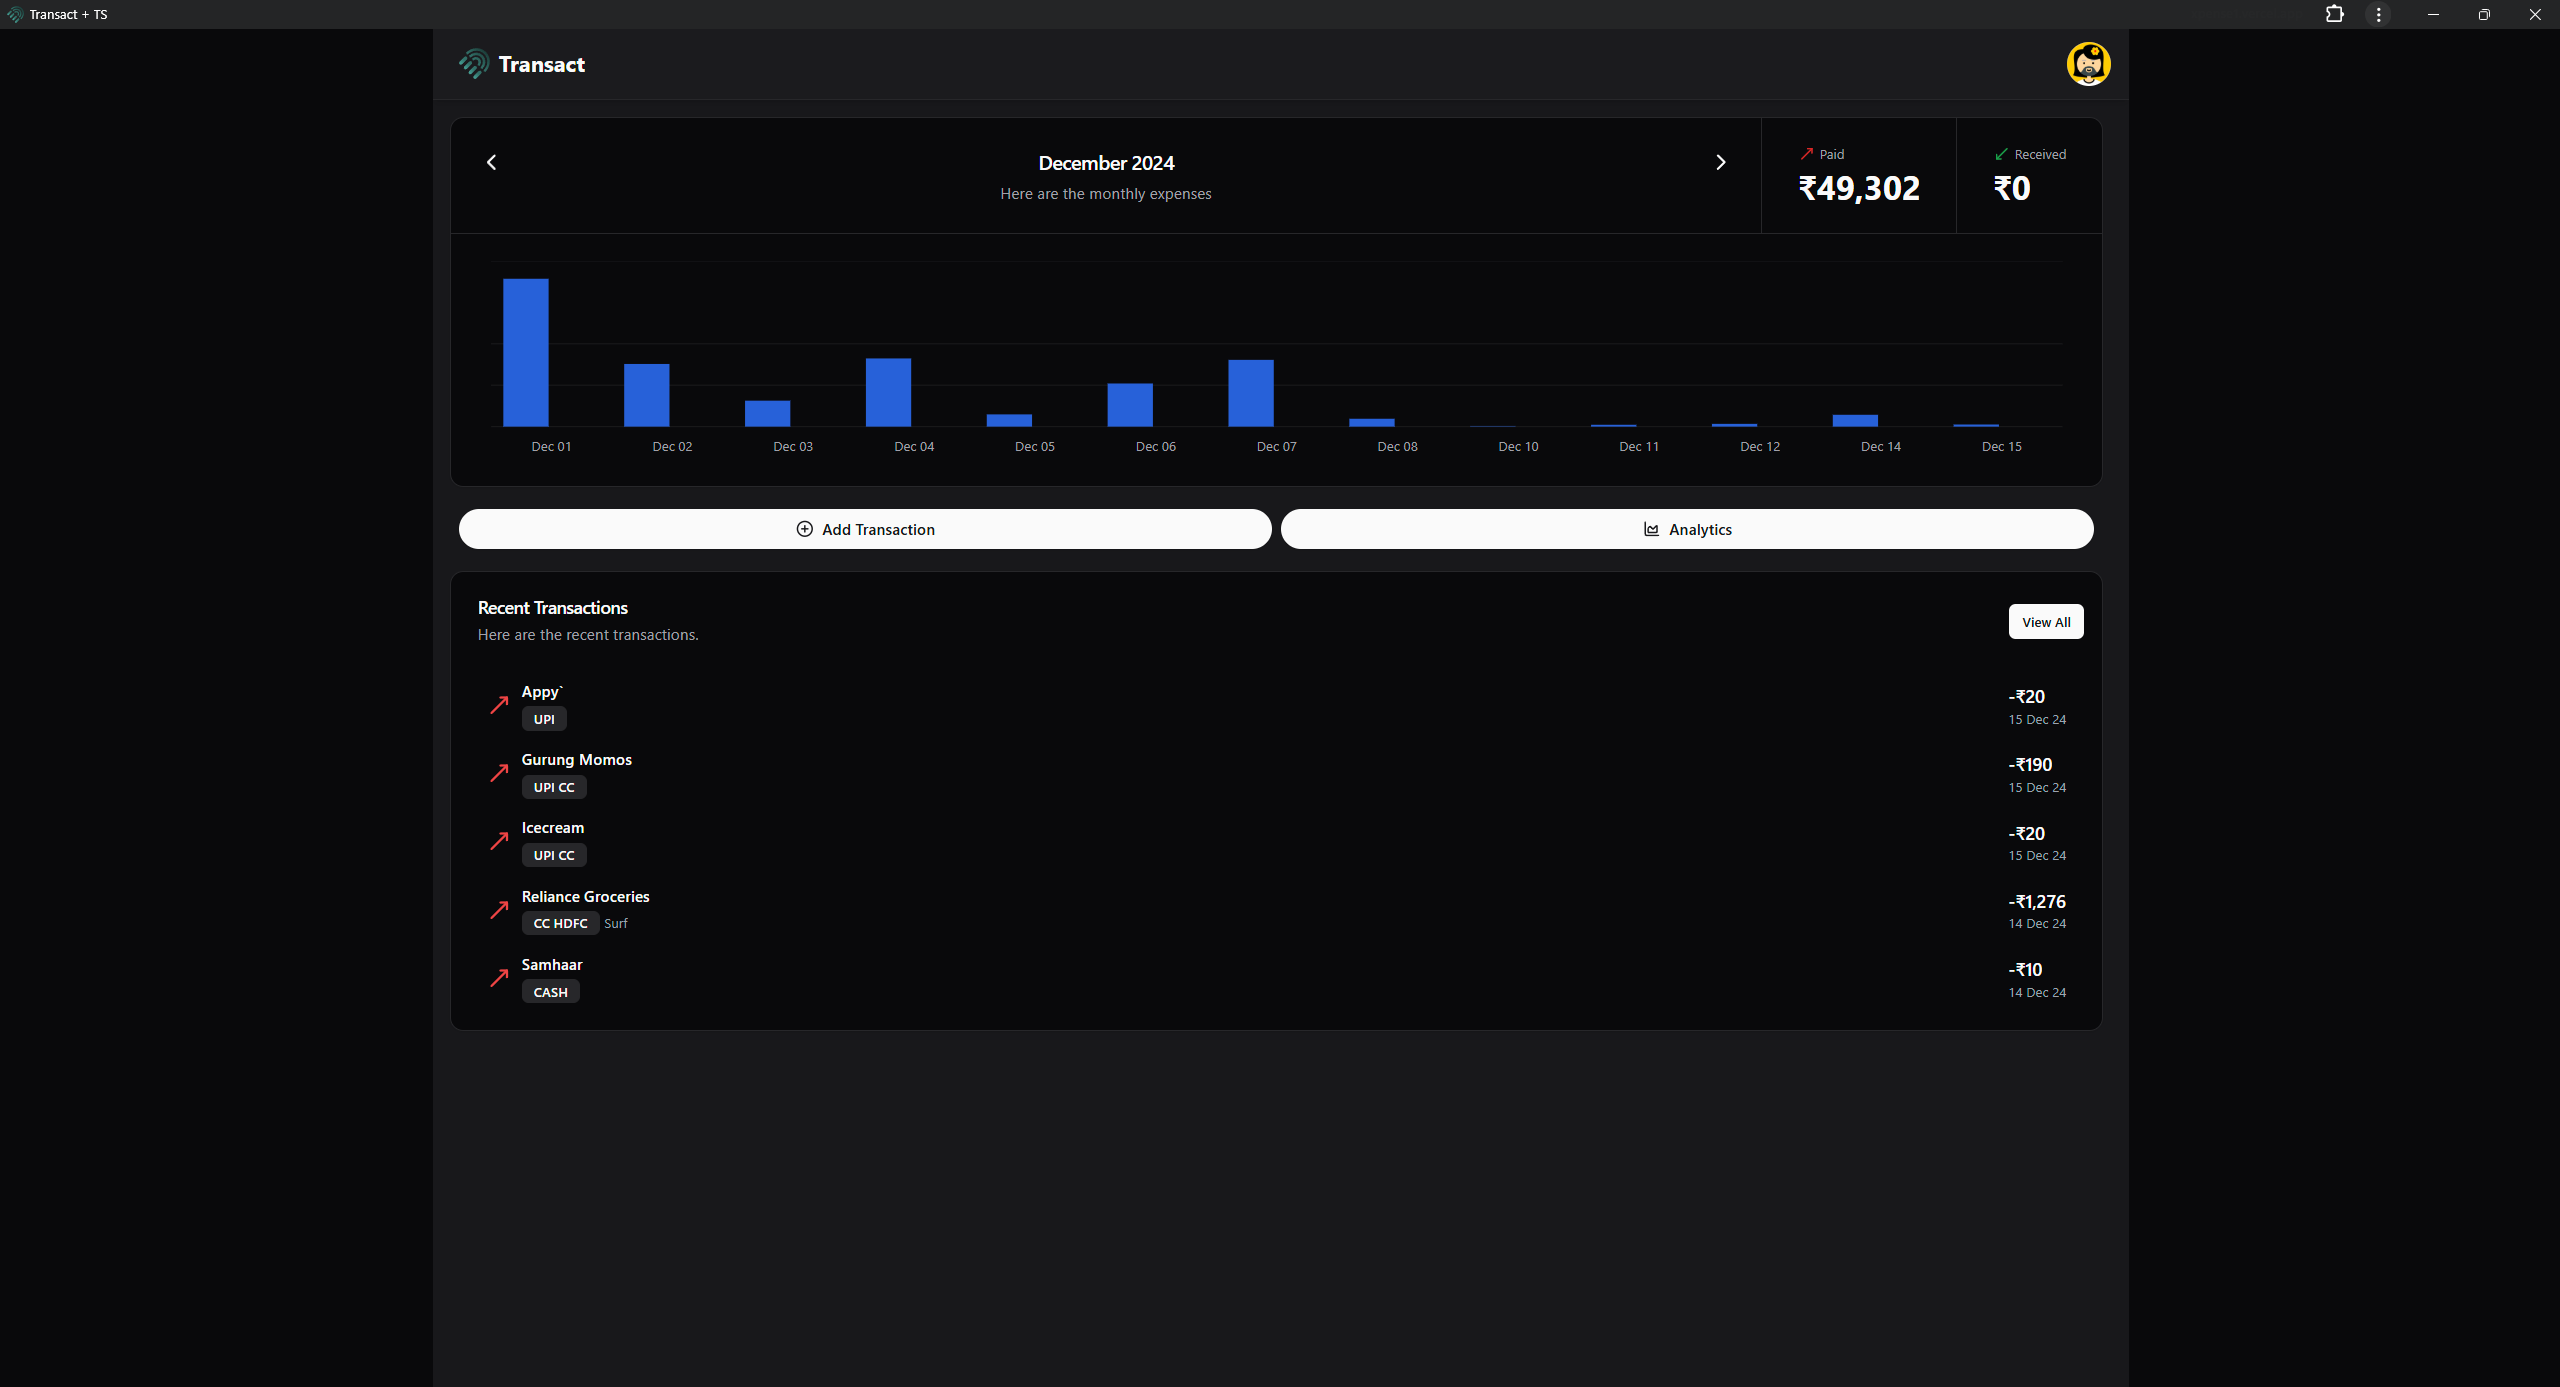 Transact + TS
Transact
December 2024
Here are the monthly expenses
Paid
₹49,302
Received
₹0
Dec 01 Dec 02 Dec 03 Dec 04 Dec 05 Dec 06 Dec 07 Dec 08 Dec 10 Dec 11 Dec 12 Dec 14 Dec 15
Add Transaction
Analytics
Recent Transactions
Here are the recent transactions.
View All
Appy`
UPI
-₹20
15 Dec 24
Gurung Momos
UPI CC
-₹190
15 Dec 24
Icecream
UPI CC
-₹20
15 Dec 24
Reliance Groceries
CC HDFC Surf
-₹1,276
14 Dec 24
Samhaar
CASH
-₹10
14 Dec 24